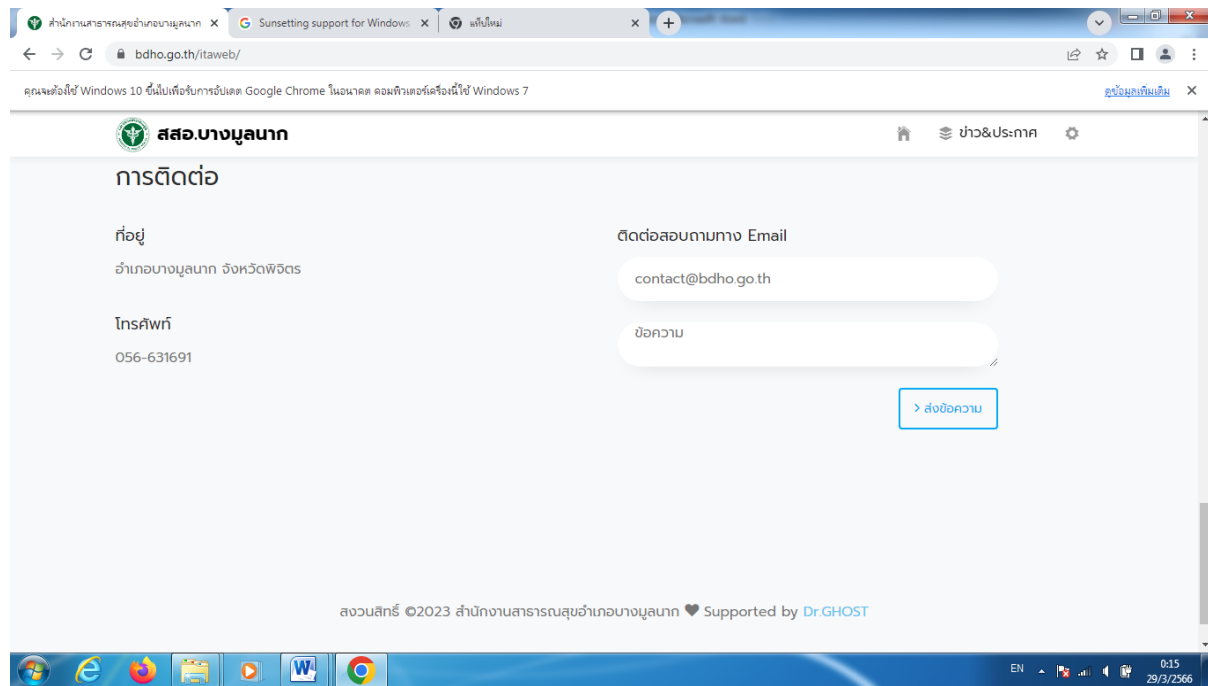 สำนักงานสาธารณสุขอำเภอบางมูลนาก
Sunsetting support for Windows
แท็บใหม่
bdho.go.th/itaweb/
คุณจะต้องใช้ Windows 10 ขึ้นไปเพื่อรับการอัปเดต Google Chrome ในอนาคต คอมพิวเตอร์เครื่องนี้ใช้ Windows 7
ดูข้อมูลเพิ่มเติม
สสอ.บางมูลนาก
ข่าว&ประกาศ
การติดต่อ
ที่อยู่
อำเภอบางมูลนาก จังหวัดพิจิตร
โทรศัพท์
056-631691
ติดต่อสอบถามทาง Email
contact@bdho.go.th
ข้อความ
ส่งข้อความ
สงวนสิทธิ์ ©2023 สำนักงานสาธารณสุขอำเภอบางมูลนาก ♥ Supported by Dr.GHOST
EN
0:15
29/3/2566